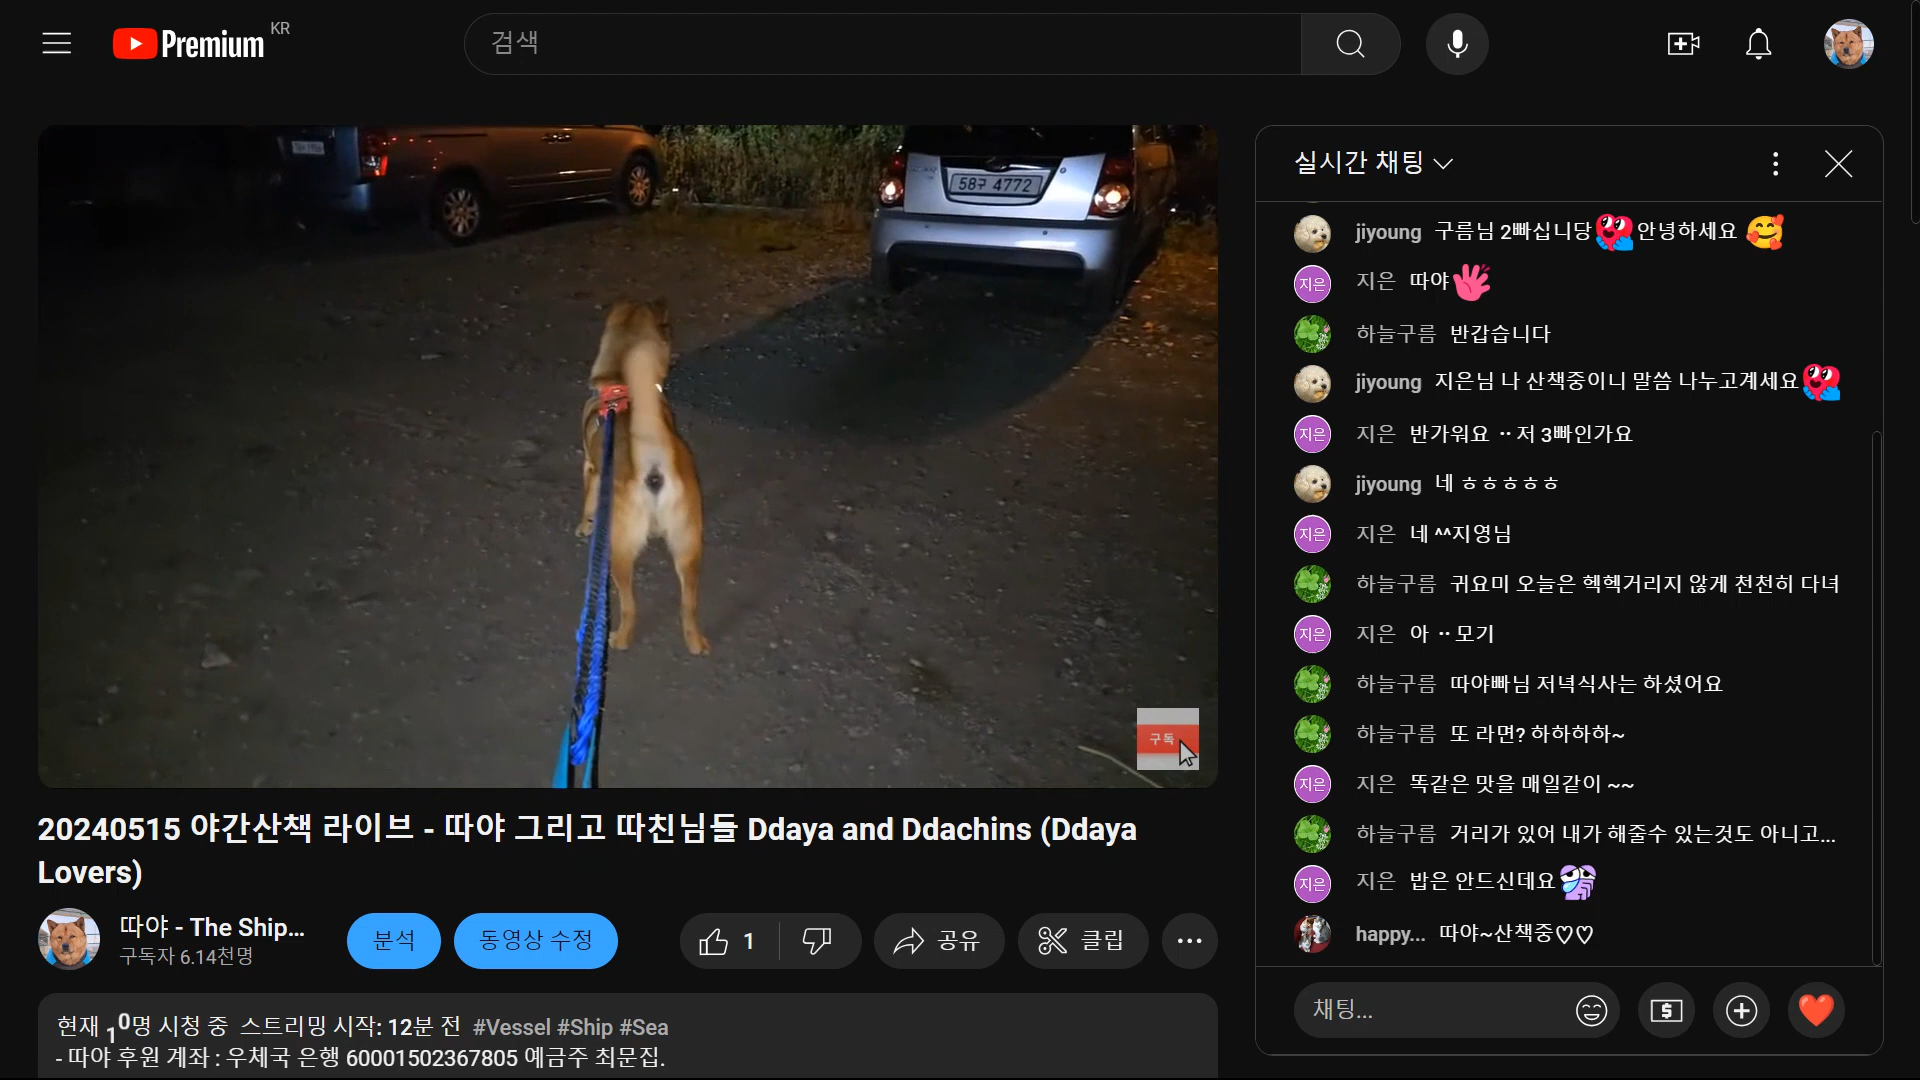 Premium KR
검색
58구 4772
구독
20240515 야간산책 라이브 - 따야 그리고 따친님들 Ddaya and Ddachins (Ddaya
Lovers)
따야 - The Ship...
구독자 6.14천명
분석
동영상 수정
1
공유
클립
현재 10명 시청 중 스트리밍 시작: 12분 전 #Vessel #Ship #Sea
- 따야 후원 계좌 : 우체국 은행 60001502367805 예금주 최문집.
실시간 채팅
jiyoung 구름님 2빠십니당 안녕하세요
지은 지은 따야
하늘구름 반갑습니다
jiyoung 지은님 나 산책중이니 말씀 나누고계세요
지은 지은 반가워요 ··저 3빠인가요
jiyoung 네 ㅎㅎㅎㅎㅎ
지은 지은 네 ^^지영님
하늘구름 귀요미 오늘은 헥헥거리지 않게 천천히 다녀
지은 지은 아 ··모기
하늘구름 따야빠님 저녁식사는 하셨어요
하늘구름 또 라면? 하하하하~
지은 지은 똑같은 맛을 매일같이 ~~
하늘구름 거리가 있어 내가 해줄수 있는것도 아니고...
지은 지은 밥은 안드신데요
happy... 따야~산책중♡♡
채팅...